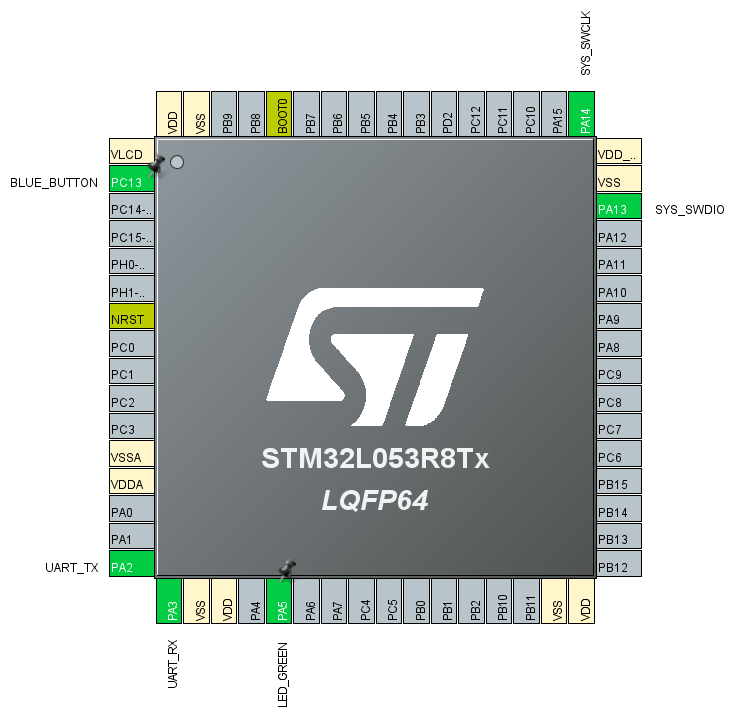 SYS_SWCLK
VDD
VSS
PB9
PB8
BOOT0
PB7
PB6
PB5
PB4
PB3
PD2
PC12
PC11
PC10
PA15
PA14
VLCD
BLUE_BUTTON PC13
PC14-..
PC15-..
PH0-..
PH1-..
NRST
PC0
PC1
PC2
PC3
VSSA
VDDA
PA0
PA1
UART_TX PA2
ST
STM32L053R8Tx
LQFP64
VDD_..
VSS
PA13 SYS_SWDIO
PA12
PA11
PA10
PA9
PA8
PC9
PC8
PC7
PC6
PB15
PB14
PB13
PB12
PA3
VSS
VDD
PA4
PA5
PA6
PA7
PC4
PC5
PB0
PB1
PB2
PB10
PB11
VSS
VDD
UART_RX
LED_GREEN